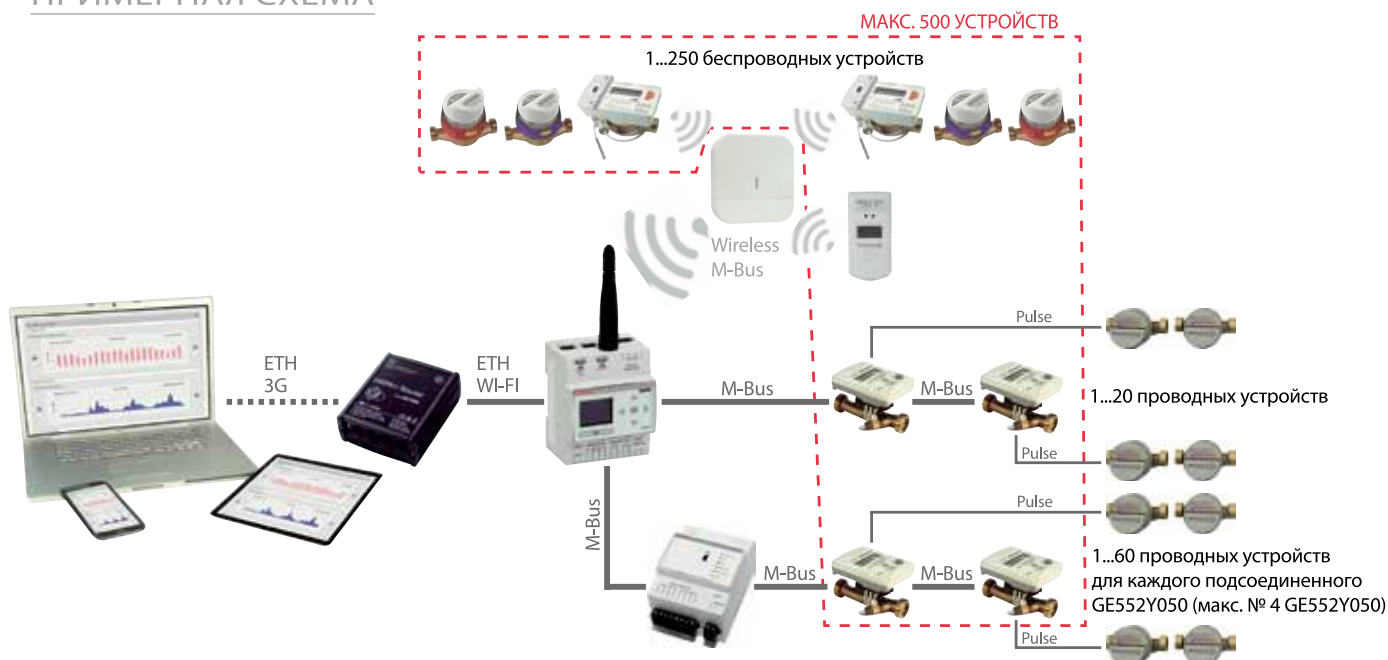 ПРИМЕРНАЯ СХЕМА
МАКС. 500 УСТРОЙСТВ
1...250 беспроводных устройств
Wireless
M-Bus
Pulse
ETH
3G
ETH
WI-FI
M-Bus
M-Bus
1...20 проводных устройств
Pulse
Pulse
M-Bus
M-Bus
M-Bus
1...60 проводных устройств
для каждого подсоединенного
GE552Y050 (макс. № 4 GE552Y050)
Pulse